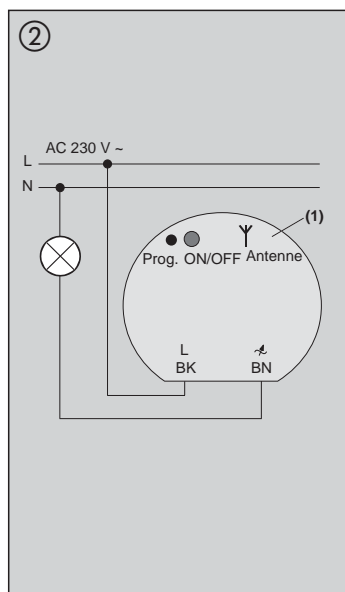 2
AC 230 V ~
L
N
(1)
Prog. ON/OFF Antenne
L
BK BN